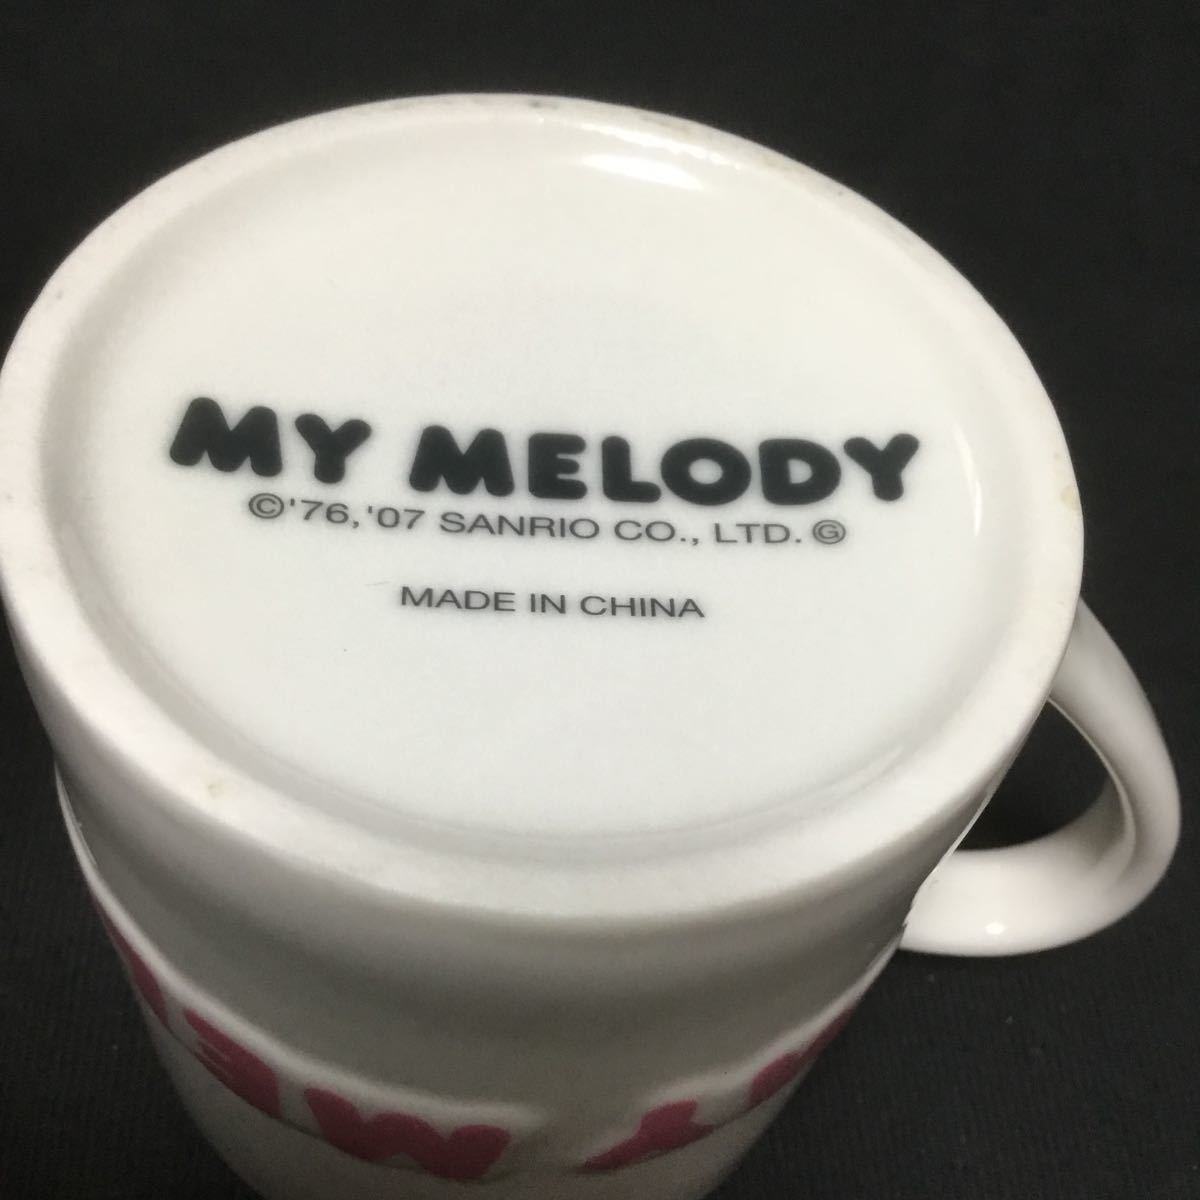 MY MELODY
©'76,'07 SANRIO CO., LTD. Ⓖ
MADE IN CHINA